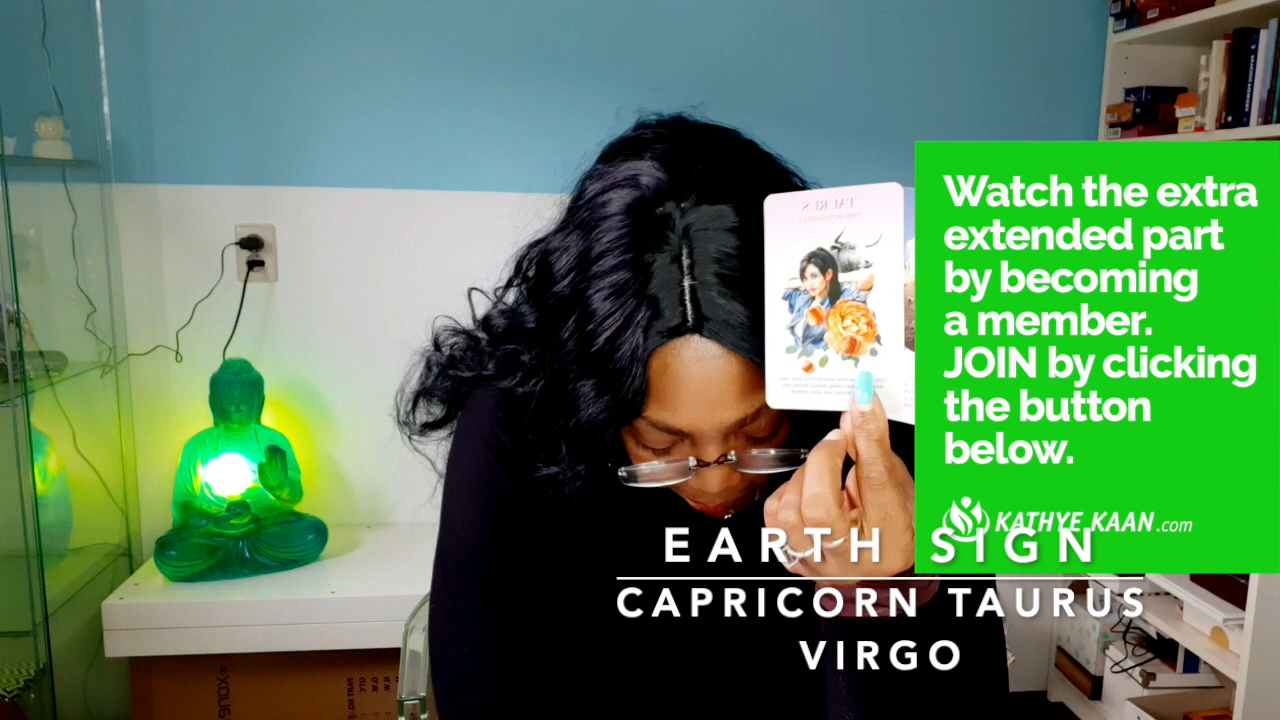 TAURUS
Watch the extra
extended part
by becoming
a member.
JOIN by clicking
the button
below.
KATHYE KAAN.com
EARTH SIGN
CAPRICORN TAURUS
VIRGO